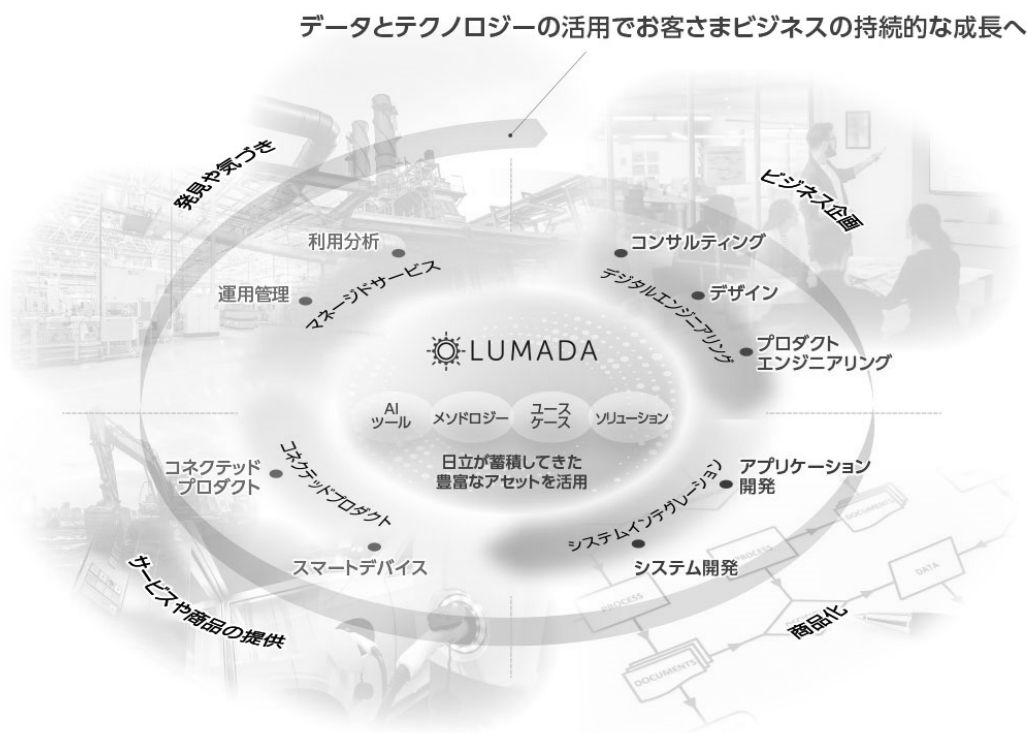 データとテクノロジーの活用でお客さまビジネスの持続的な成長へ
発見や気づき
ビジネス企画
利用分析
運用管理
マネージドサービス
コンサルティング
デザイン
プロダクト
エンジニアリング
デジタルエンジニアリング
LUMADA
AI
ツール
メソドロジー
ユース
ケース
ソリューション
日立が蓄積してきた
豊富なアセットを活用
コネクテッド
プロダクト
コネクテッドプロダクト
スマートデバイス
アプリケーション
開発
システムインテグレーション
システム開発
サービスや商品の提供
商品化
DOCUMENTS
PROCESS
DATA
PROCESS
DOCUMENTS